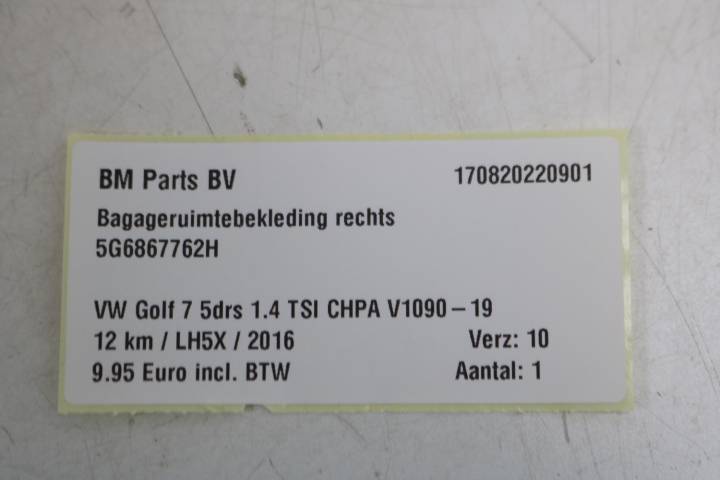 BM Parts BV 170820220901
Bagageruimtebekleding rechts
5G6867762H
VW Golf 7 5drs 1.4 TSI CHPA V1090 – 19
12 km / LH5X / 2016 Verz: 10
9.95 Euro incl. BTW Aantal: 1